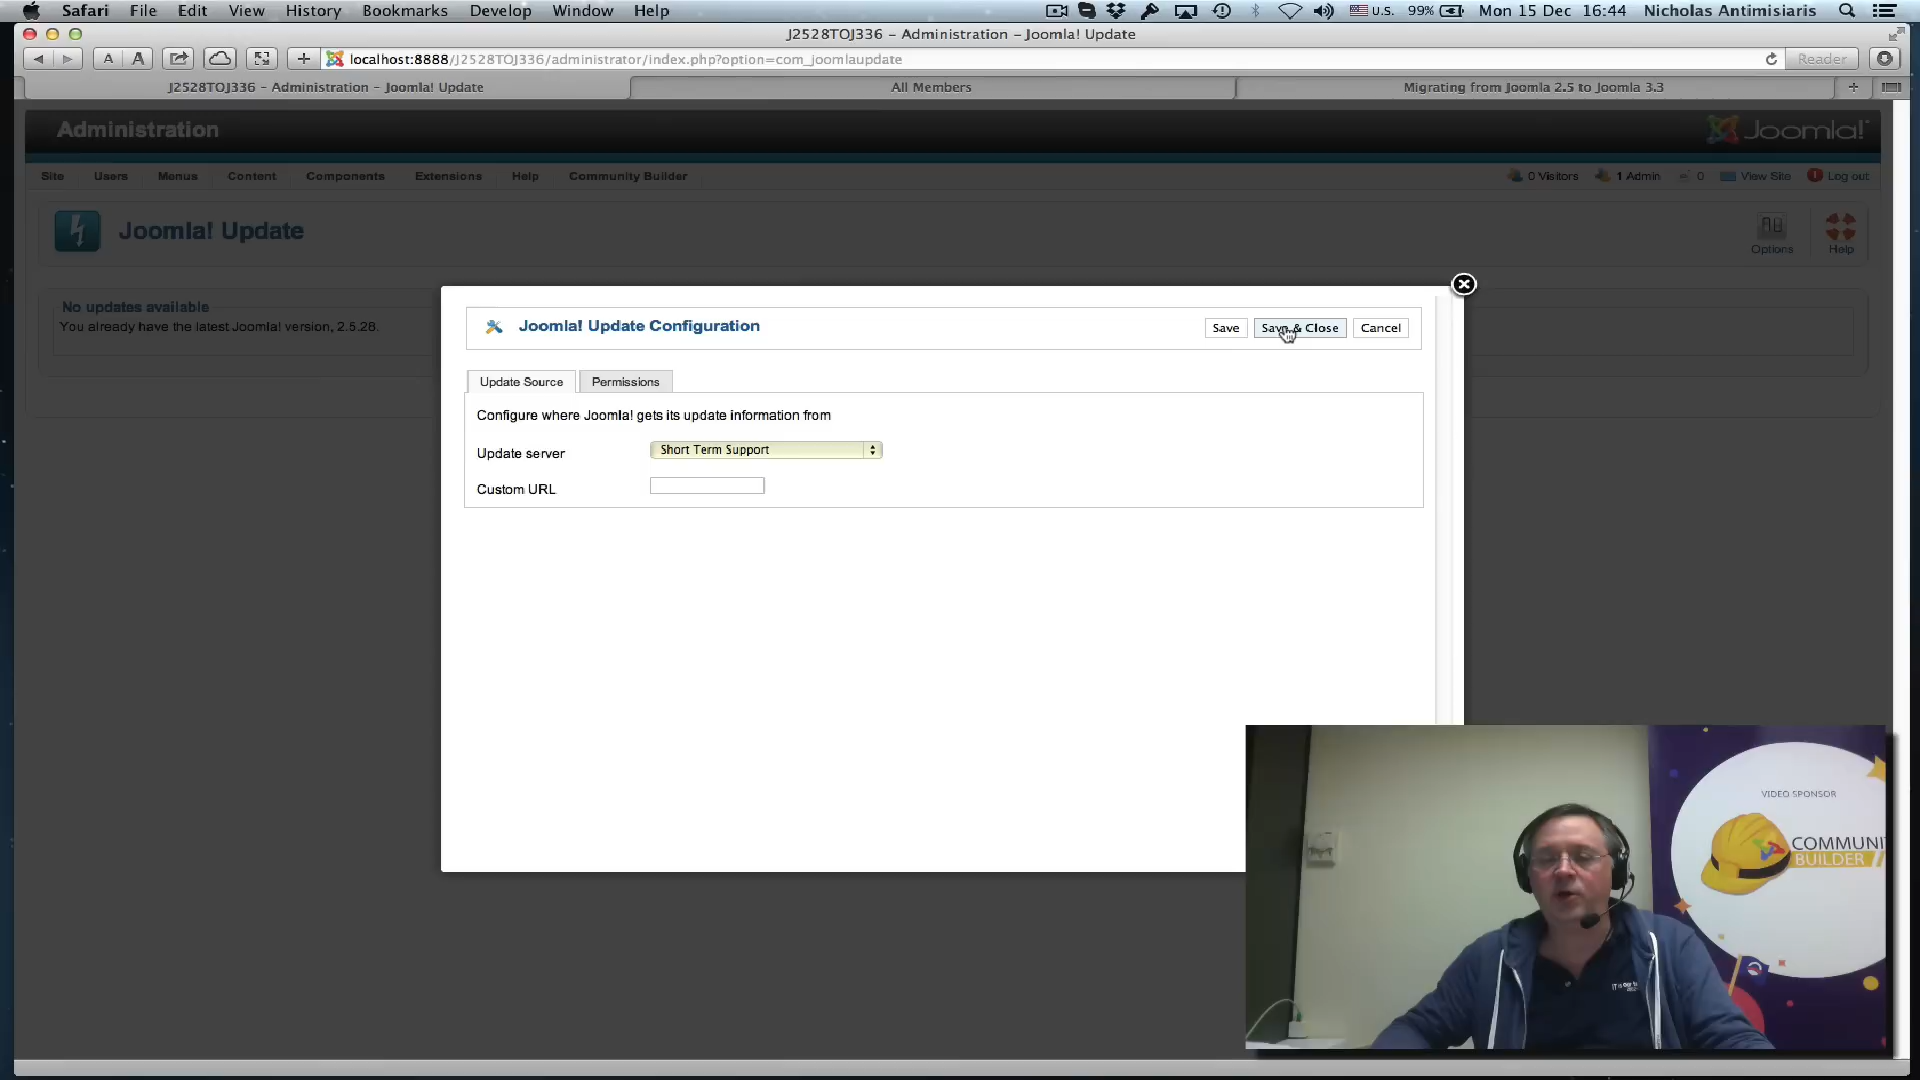 Safari File Edit View History Bookmarks Develop Window Help U.S. 99% Mon 15 Dec 16:44 Nicholas Antimisiaris
J2528TOJ336 – Administration – Joomla! Update
A A + localhost:8888/J2528TOJ336/administrator/index.php?option=com_joomlaupdate Reader
J2528TOJ336 – Administration – Joomla! Update All Members Migrating from Joomla 2.5 to Joomla 3.3 +
Administration Joomla!
Site Users Menus Content Components Extensions Help Community Builder 0 Visitors 1 Admin 0 View Site Log out
Joomla! Update
Options Help
No updates available
You already have the latest Joomla! version, 2.5.28.
Joomla! Update Configuration Save Save & Close Cancel
Update Source Permissions
Configure where Joomla! gets its update information from
Update server Short Term Support
Custom URL
VIDEO SPONSOR
COMMUNI
BUILDER